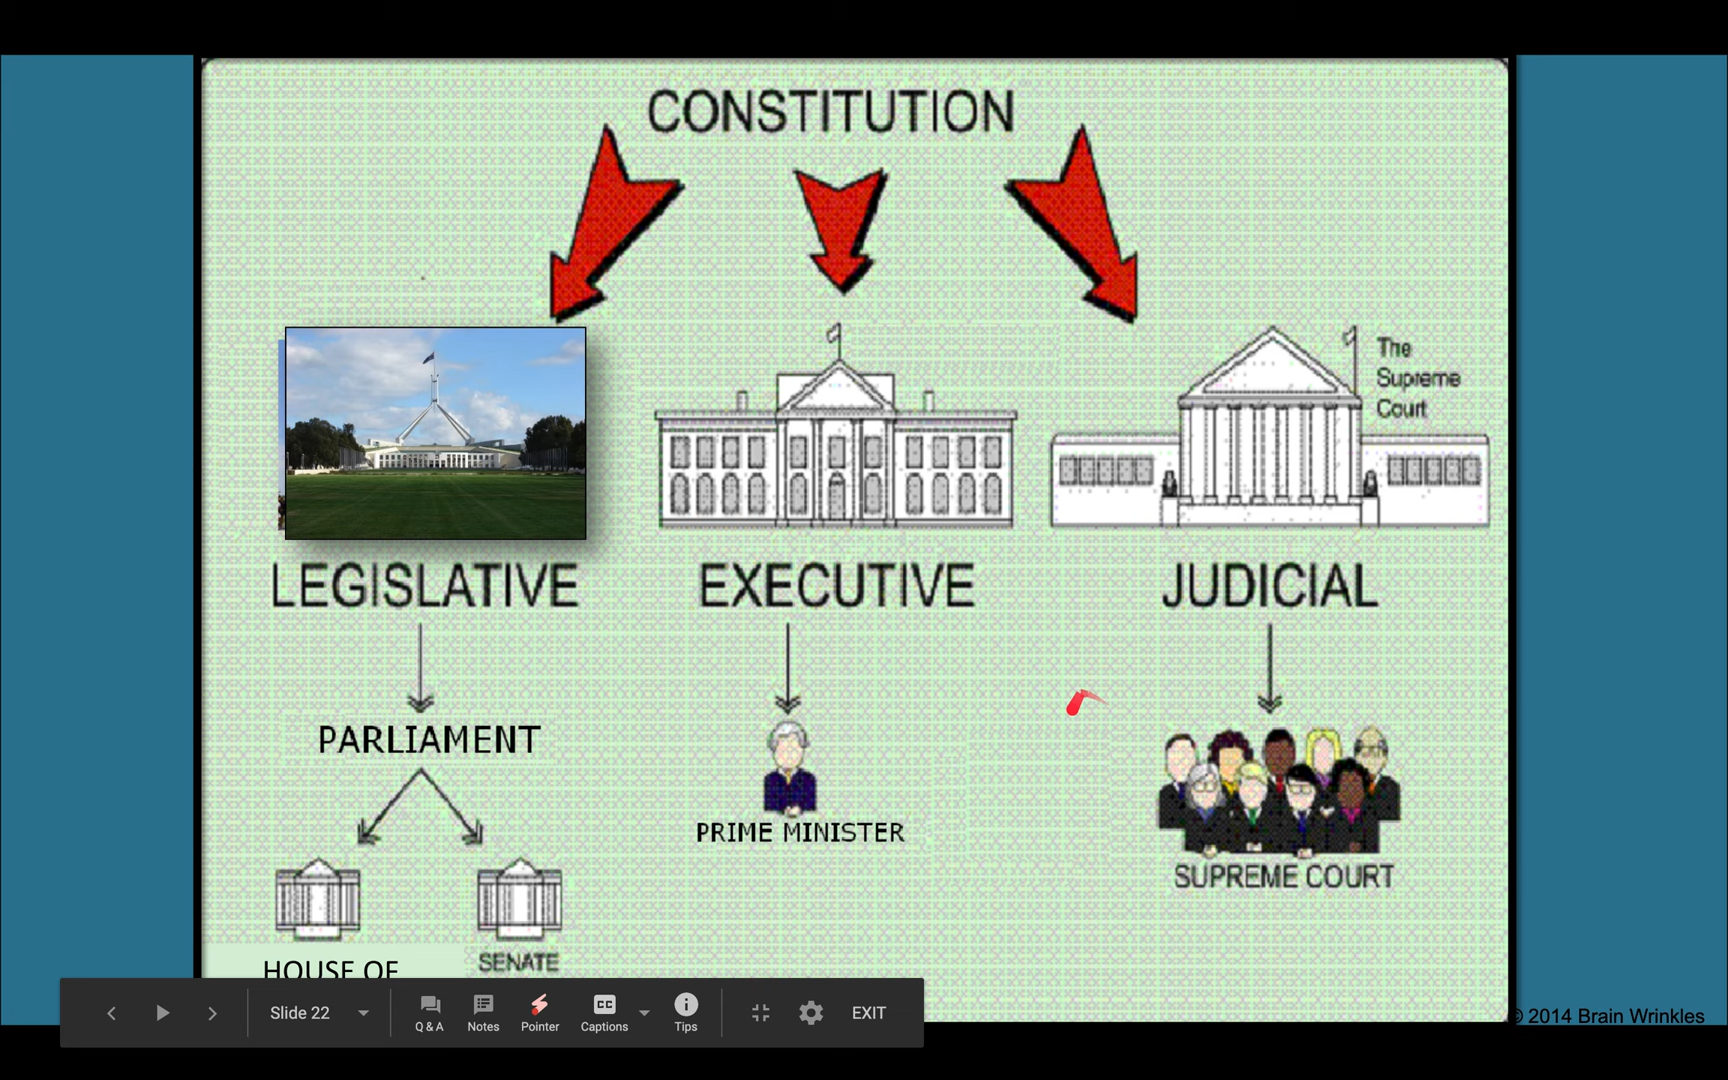 CONSTITUTION
The
Supreme
Court
LEGISLATIVE
EXECUTIVE
JUDICIAL
PARLIAMENT
PRIME MINISTER
SUPREME COURT
SENATE
HOUSE OF
Slide 22
Q & A
Notes
Pointer
CC
Captions
Tips
EXIT
© 2014 Brain Wrinkles